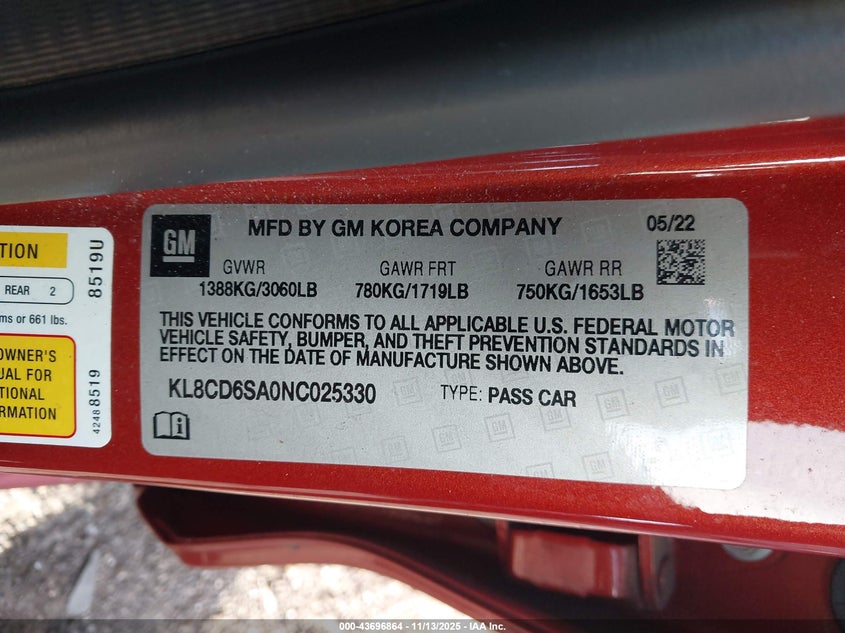 TION
REAR 2
ms or 661 lbs.
OWNER'S
UAL FOR
TIONAL
FORMATION
8519U
42488519
GM
MFD BY GM KOREA COMPANY
05/22
GVWR GAWR FRT GAWR RR
1388KG/3060LB 780KG/1719LB 750KG/1653LB
THIS VEHICLE CONFORMS TO ALL APPLICABLE U.S. FEDERAL MOTOR
VEHICLE SAFETY, BUMPER, AND THEFT PREVENTION STANDARDS IN
EFFECT ON THE DATE OF MANUFACTURE SHOWN ABOVE.
KL8CD6SA0NC025330 TYPE: PASS CAR
000-43696864 - 11/13/2025 - IAA Inc.